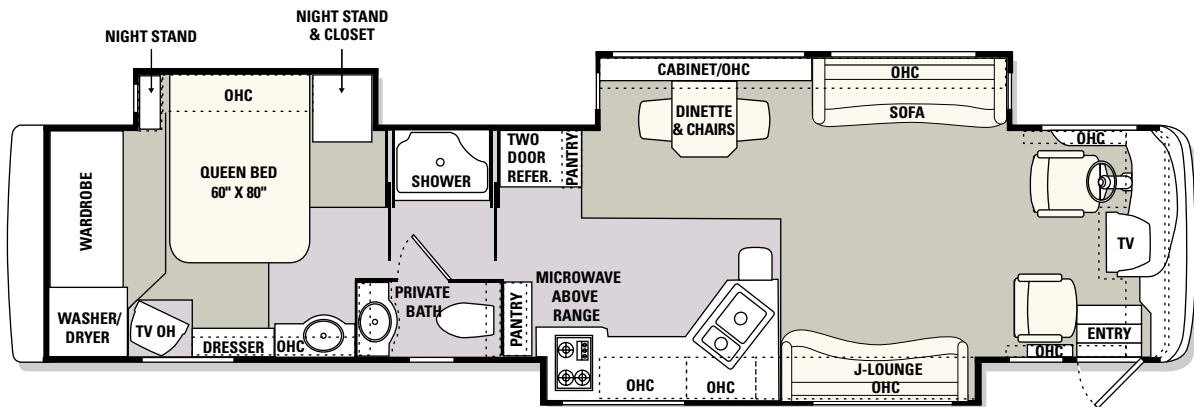 NIGHT STAND
NIGHT STAND
& CLOSET
OHC
QUEEN BED
60" X 80"
WARDROBE
WASHER/
DRYER
TV OH
DRESSER
OHC
SHOWER
PRIVATE
BATH
TWO
DOOR
REFER.
PANTRY
PANTRY
MICROWAVE
ABOVE
RANGE
OHC
OHC
CABINET/OHC
DINETTE
& CHAIRS
OHC
SOFA
J-LOUNGE
OHC
OHC
TV
ENTRY
OHC